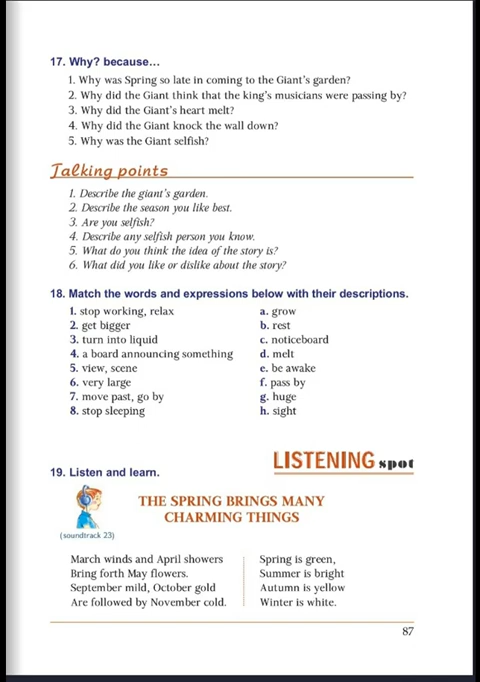 17. Why? because...
1. Why was Spring so late in coming to the Giant's garden?
2. Why did the Giant think that the king's musicians were passing by?
3. Why did the Giant's heart melt?
4. Why did the Giant knock the wall down?
5. Why was the Giant selfish?
Talking points
1. Describe the giant's garden.
2. Describe the season you like best.
3. Are you selfish?
4. Describe any selfish person you know.
5. What do you think the idea of the story is?
6. What did you like or dislike about the story?
18. Match the words and expressions below with their descriptions.
1. stop working, relax
2. get bigger
3. turn into liquid
4. a board announcing something
5. view, scene
6. very large
7. move past, go by
8. stop sleeping
a. grow
b. rest
c. noticeboard
d. melt
e. be awake
f. pass by
g. huge
h. sight
LISTENING spot
19. Listen and learn.
(soundtrack 23)
THE SPRING BRINGS MANY
CHARMING THINGS
March winds and April showers
Bring forth May flowers.
September mild, October gold
Are followed by November cold.
Spring is green,
Summer is bright
Autumn is yellow
Winter is white.
87